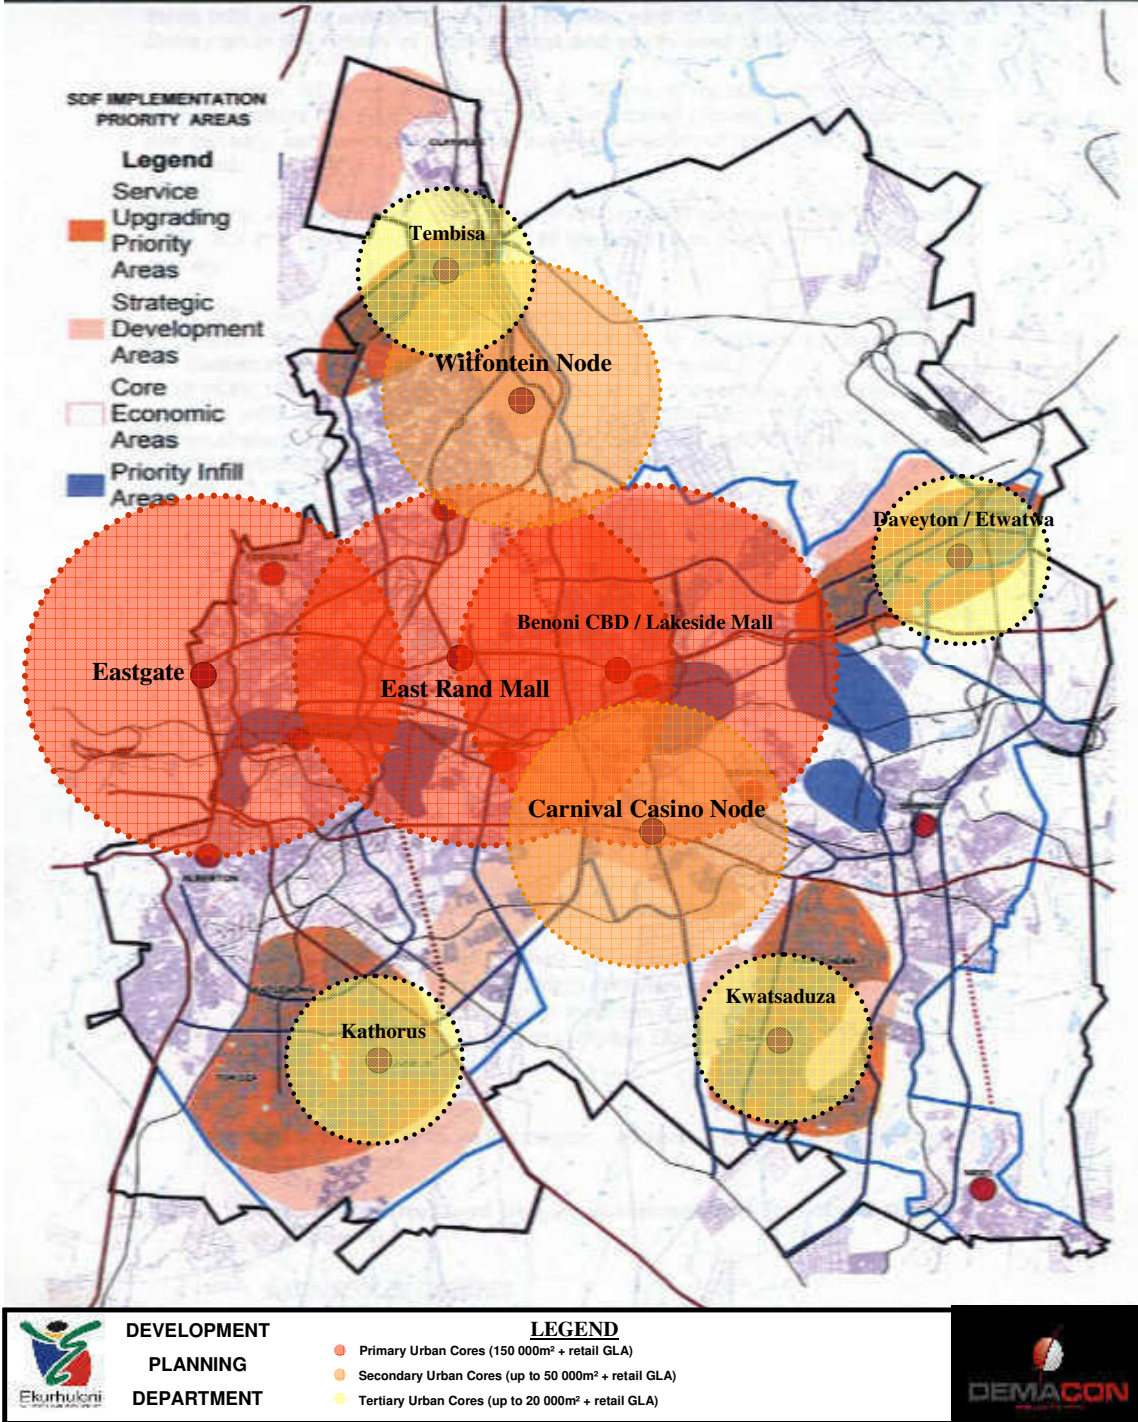 SDF IMPLEMENTATION
PRIORITY AREAS
Legend
Service
Upgrading
Priority
Areas
Strategic
Development
Areas
Core
Economic
Areas
Priority Infill
Areas
Tembisa
Witfontein Node
Daveyton / Etwatwa
Benoni CBD / Lakeside Mall
Eastgate
East Rand Mall
Carnival Casino Node
ALBERTON
Kwatsaduza
Kathorus
TOKOZA
NIGEL
DEVELOPMENT
PLANNING
DEPARTMENT
LEGEND
Primary Urban Cores (150 000m² + retail GLA)
Secondary Urban Cores (up to 50 000m² + retail GLA)
Tertiary Urban Cores (up to 20 000m² + retail GLA)
Ekurhuleni
DEMACON